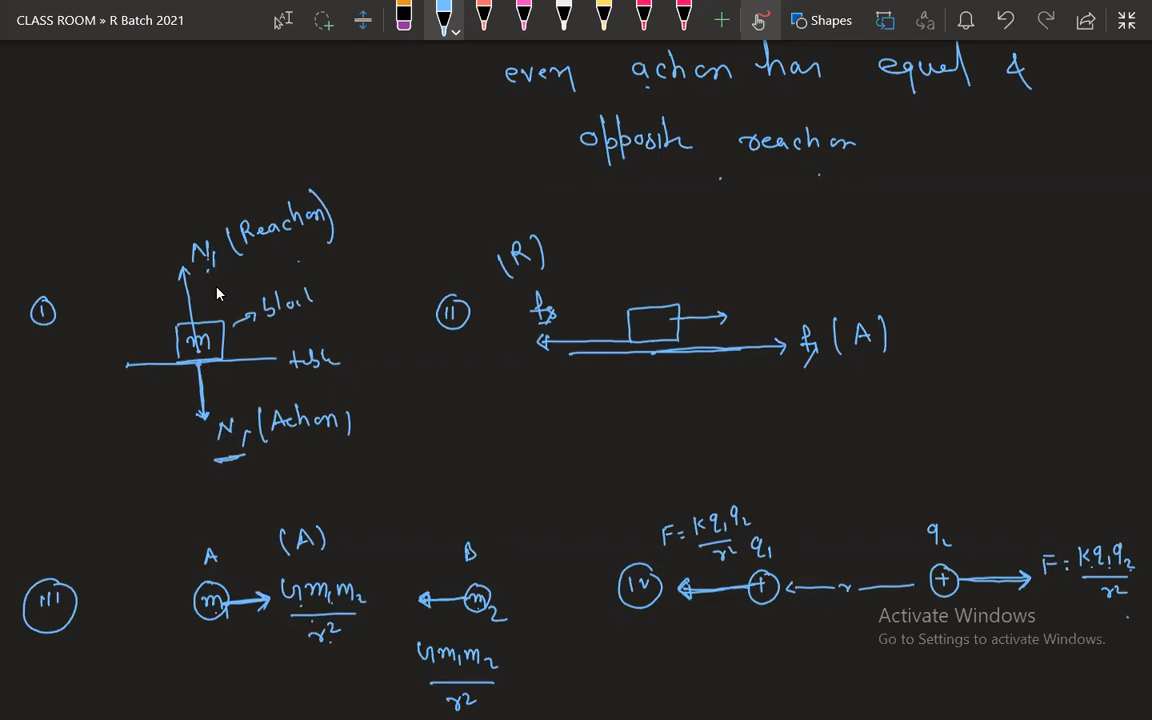 CLASS ROOM » R Batch 2021
Shapes
every action has equal &
opposite reaction
N1 (Reaction)
(R)
I
block
II
m
table
N1 (Action)
(A)
(A)
F = Kq1q2/r²
A
B
q1
q2
III
m1
Gm1m2/r²
m2
IV
+
r
+
F = Kq1q2/r²
Activate Windows
Go to Settings to activate Windows.
Gm1m2/r²